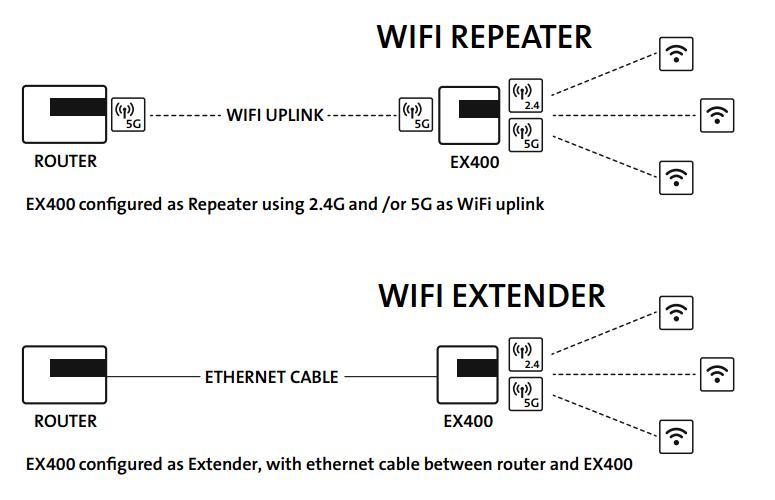 WIFI REPEATER
5G
WIFI UPLINK
5G
2.4
5G
ROUTER
EX400
EX400 configured as Repeater using 2.4G and /or 5G as WiFi uplink
WIFI EXTENDER
2.4
ETHERNET CABLE
5G
ROUTER
EX400
EX400 configured as Extender, with ethernet cable between router and EX400